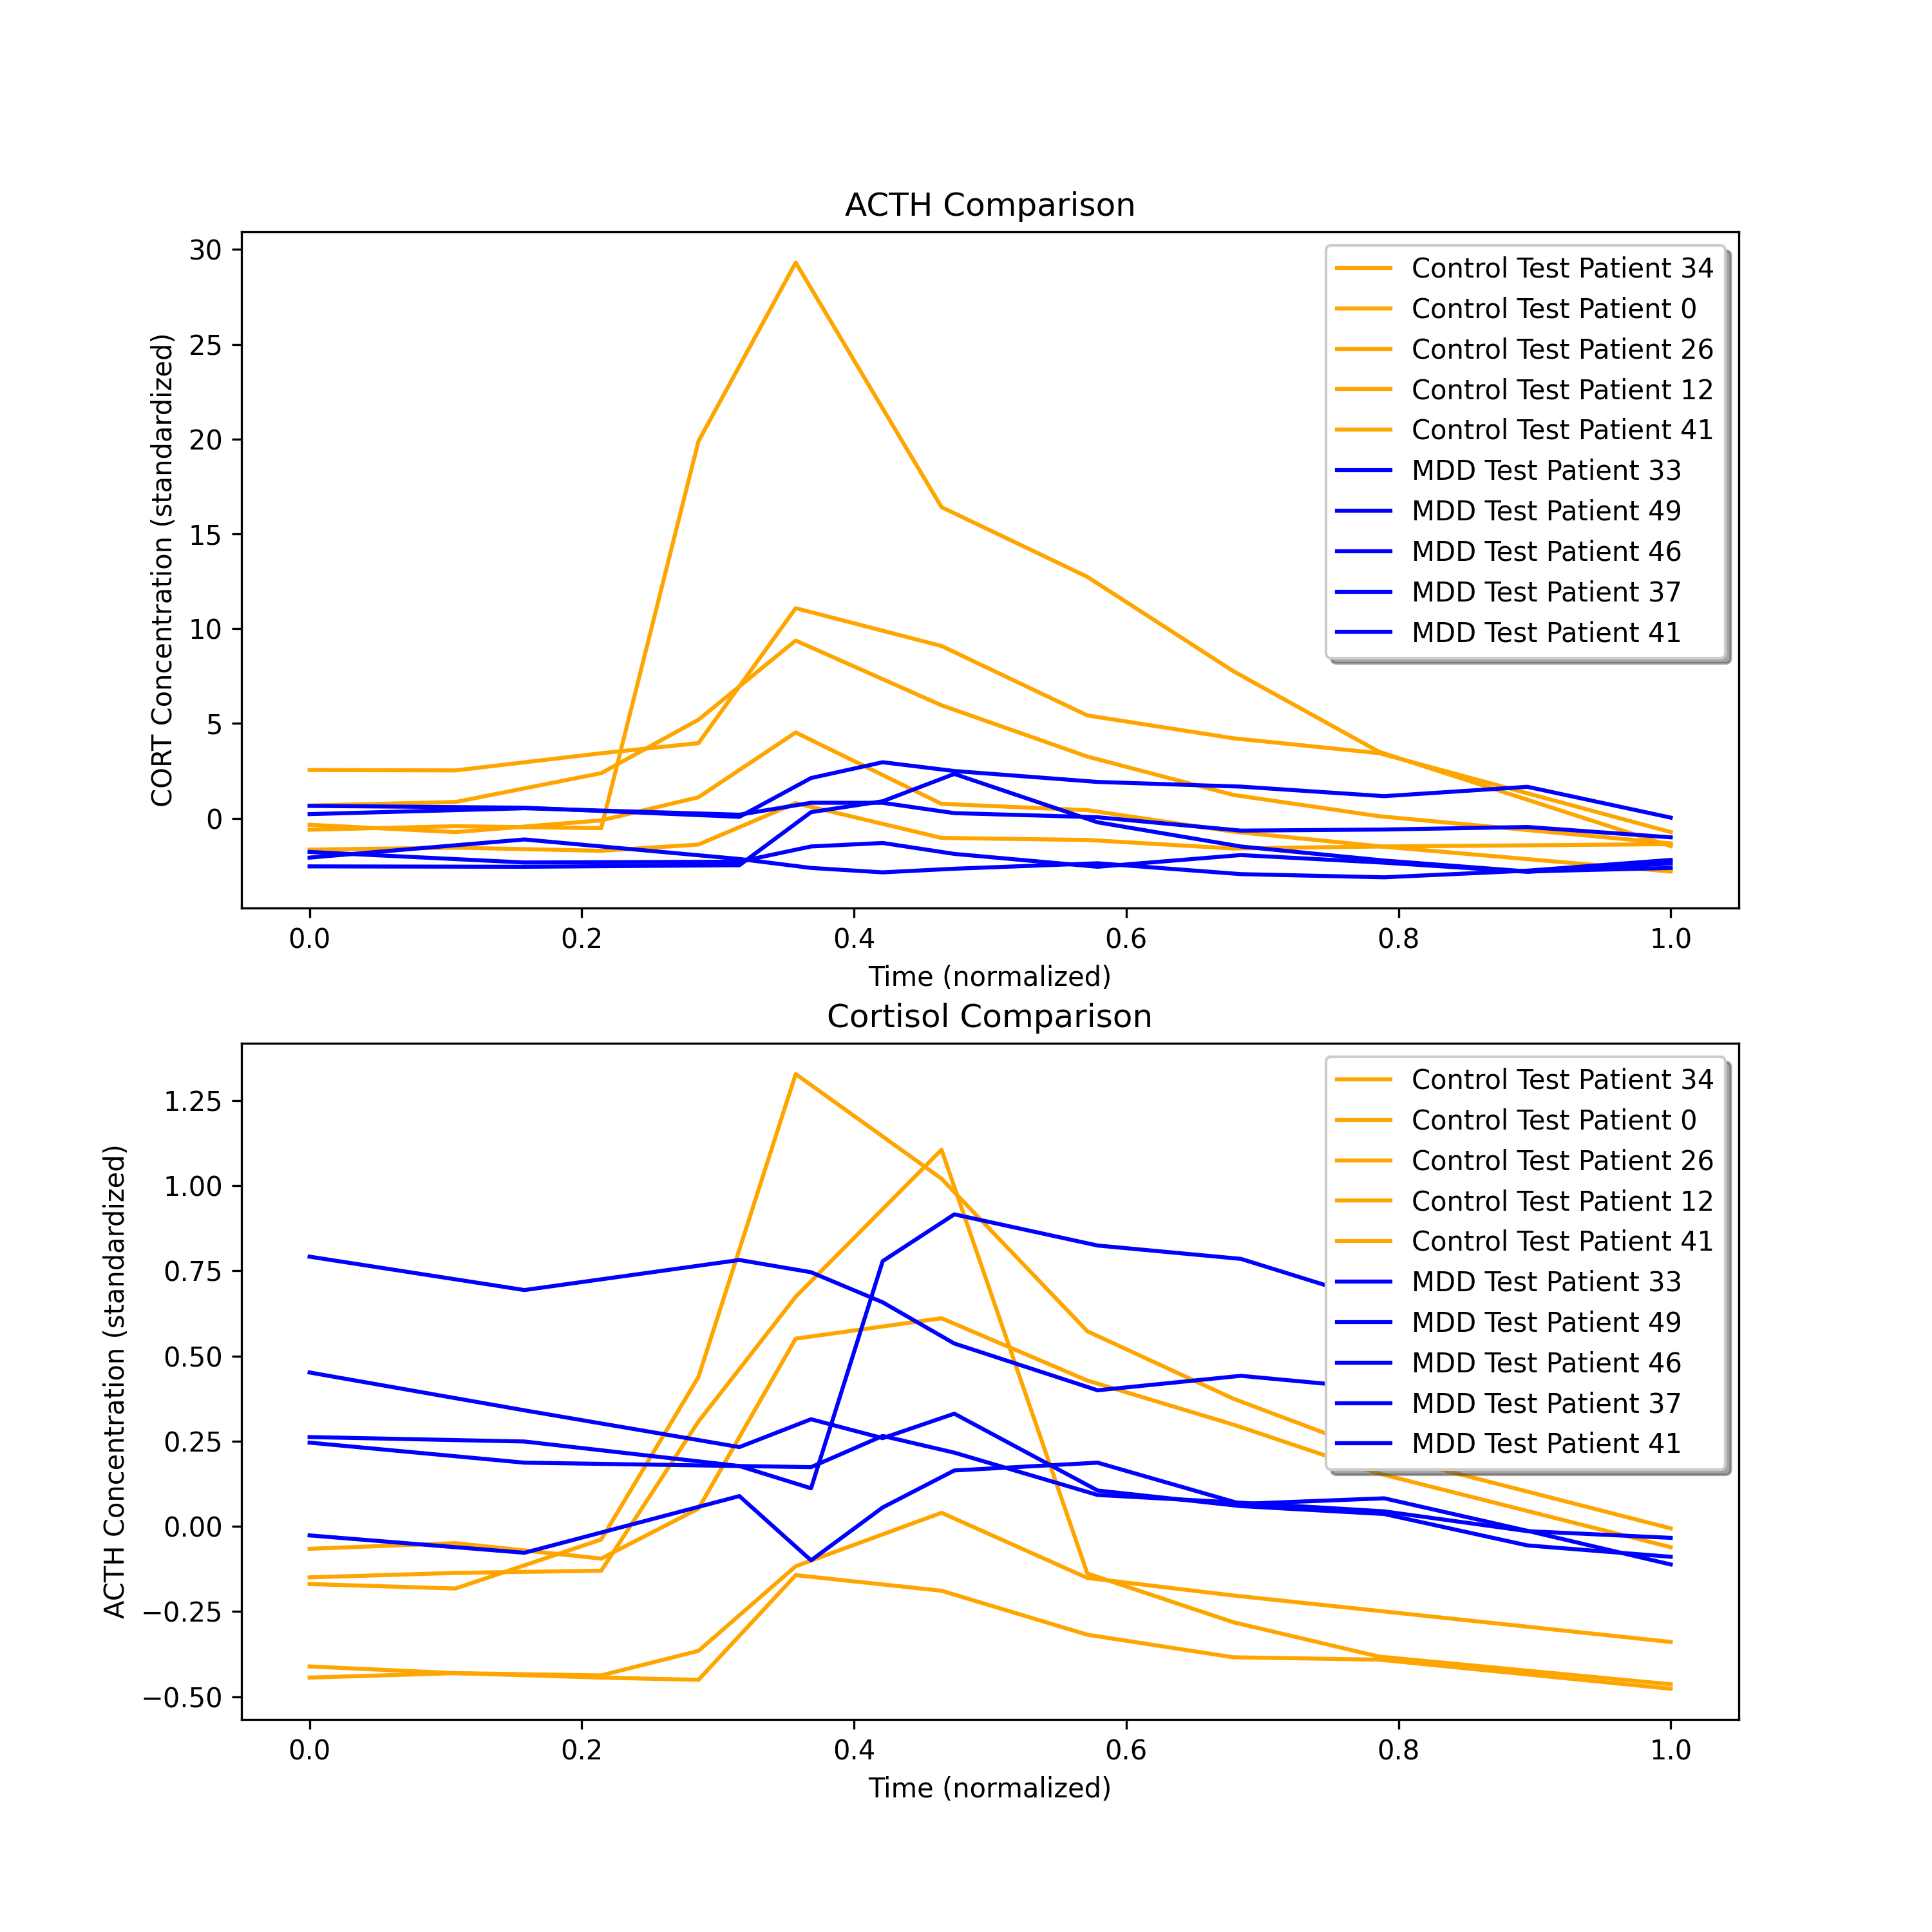 ACTH Comparison
30
25
20
15
10
5
0
CORT Concentration (standardized)
Control Test Patient 34
Control Test Patient 0
Control Test Patient 26
Control Test Patient 12
Control Test Patient 41
MDD Test Patient 33
MDD Test Patient 49
MDD Test Patient 46
MDD Test Patient 37
MDD Test Patient 41
0.0 0.2 0.4 0.6 0.8 1.0
Time (normalized)
Cortisol Comparison
1.25
1.00
0.75
0.50
0.25
0.00
−0.25
−0.50
ACTH Concentration (standardized)
Control Test Patient 34
Control Test Patient 0
Control Test Patient 26
Control Test Patient 12
Control Test Patient 41
MDD Test Patient 33
MDD Test Patient 49
MDD Test Patient 46
MDD Test Patient 37
MDD Test Patient 41
0.0 0.2 0.4 0.6 0.8 1.0
Time (normalized)